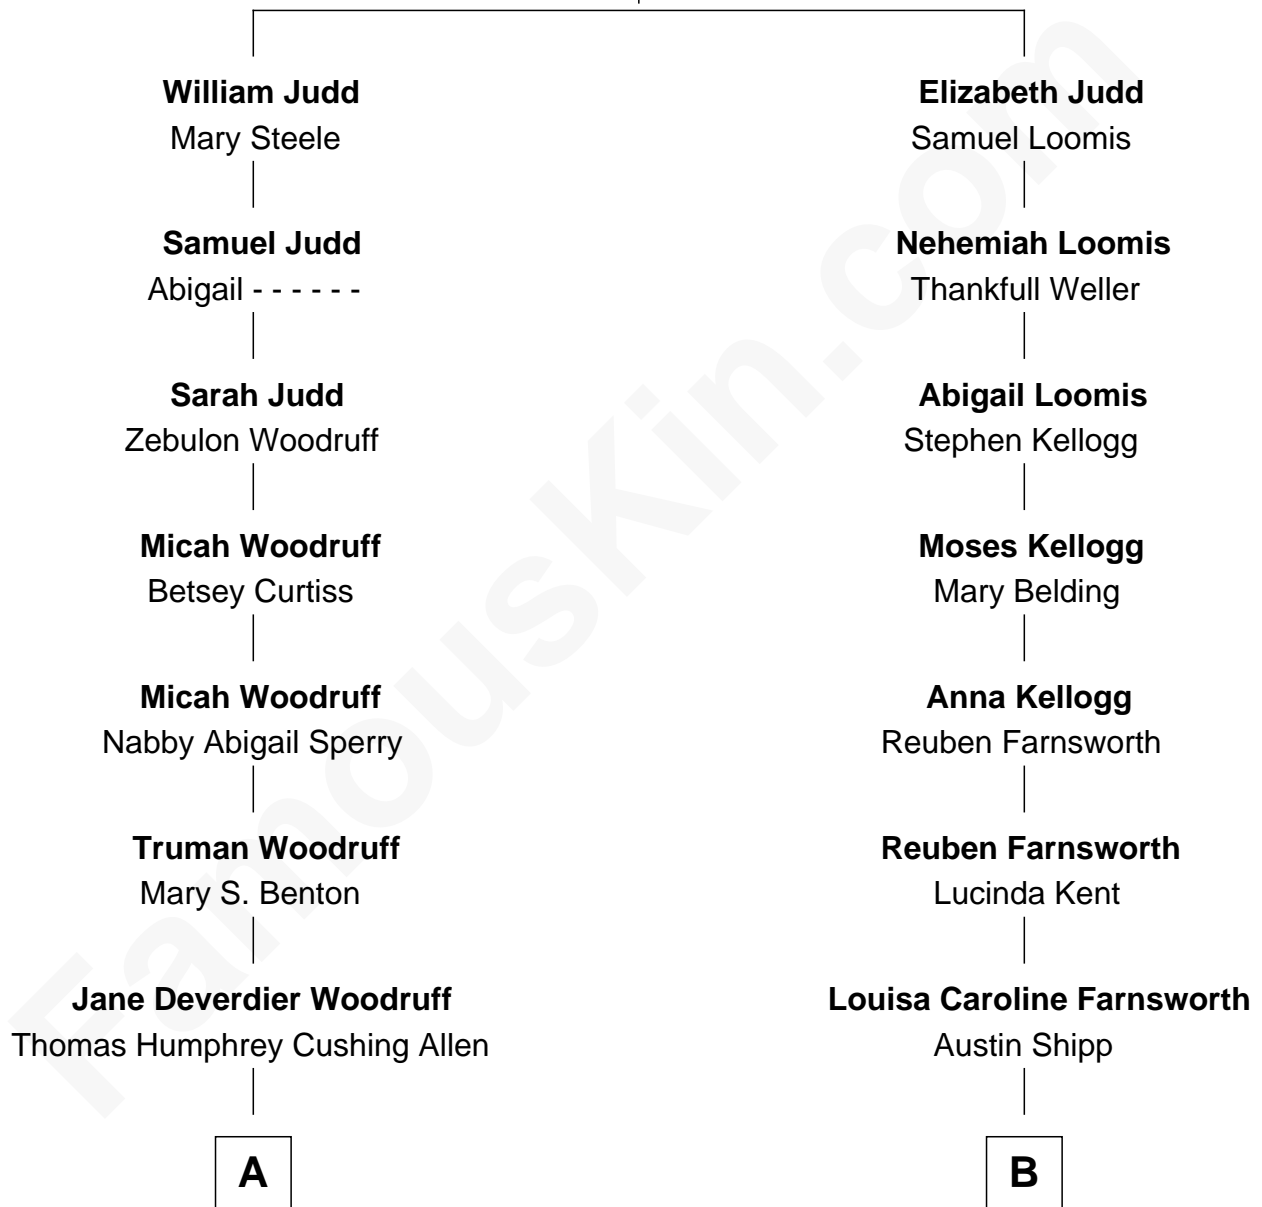 William Judd
Mary Steele
Samuel Judd
Abigail - - - - - -
Sarah Judd
Zebulon Woodruff
Micah Woodruff
Betsey Curtiss
Micah Woodruff
Nabby Abigail Sperry
Truman Woodruff
Mary S. Benton
Jane Deverdier Woodruff
Thomas Humphrey Cushing Allen
A
Elizabeth Judd
Samuel Loomis
Nehemiah Loomis
Thankfull Weller
Abigail Loomis
Stephen Kellogg
Moses Kellogg
Mary Belding
Anna Kellogg
Reuben Farnsworth
Reuben Farnsworth
Lucinda Kent
Louisa Caroline Farnsworth
Austin Shipp
B
FamousKin.com